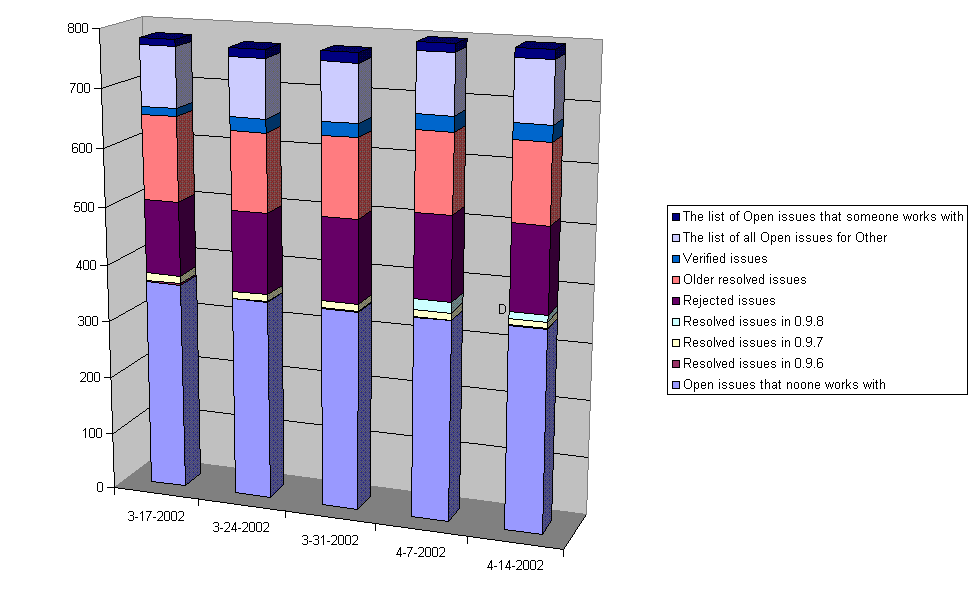 800
700
600
500
400
300
200
100
0
3-17-2002
3-24-2002
3-31-2002
4-7-2002
4-14-2002
D
The list of Open issues that someone works with
The list of all Open issues for Other
Verified issues
Older resolved issues
Rejected issues
Resolved issues in 0.9.8
Resolved issues in 0.9.7
Resolved issues in 0.9.6
Open issues that noone works with